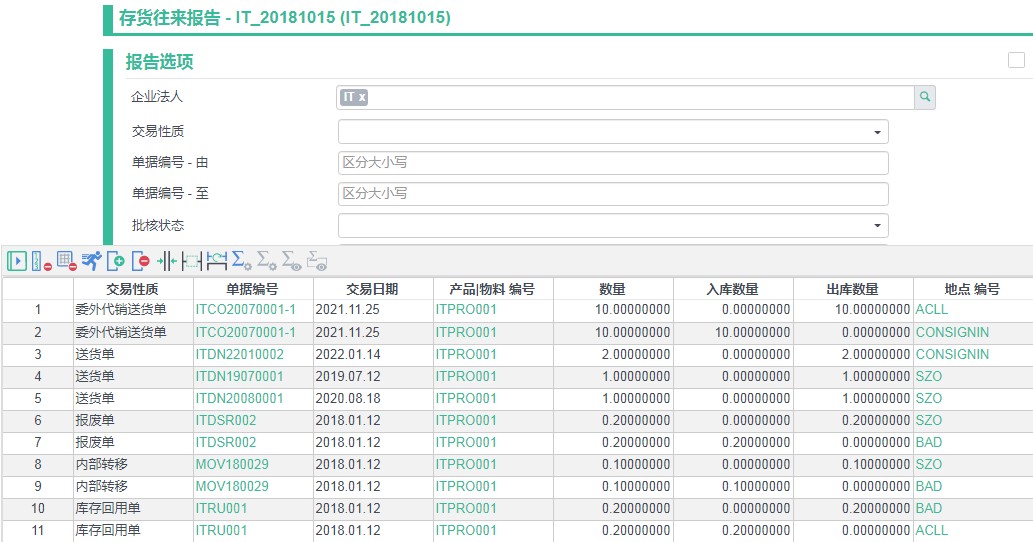 存货往来报告 - IT_20181015 (IT_20181015)
报告选项
企业法人 IT x
交易性质
单据编号 - 由 区分大小写
单据编号 - 至 区分大小写
批核状态
交易性质 单据编号 交易日期 产品|物料 编号 数量 入库数量 出库数量 地点 编号
1 委外代销送货单 ITCO20070001-1 2021.11.25 ITPRO001 10.00000000 0.00000000 10.00000000 ACLL
2 委外代销送货单 ITCO20070001-1 2021.11.25 ITPRO001 10.00000000 10.00000000 0.00000000 CONSIGNIN
3 送货单 ITDN22010002 2022.01.14 ITPRO001 2.00000000 0.00000000 2.00000000 CONSIGNIN
4 送货单 ITDN19070001 2019.07.12 ITPRO001 1.00000000 0.00000000 1.00000000 SZO
5 送货单 ITDN20080001 2020.08.18 ITPRO001 1.00000000 0.00000000 1.00000000 SZO
6 报废单 ITDSR002 2018.01.12 ITPRO001 0.20000000 0.00000000 0.20000000 SZO
7 报废单 ITDSR002 2018.01.12 ITPRO001 0.20000000 0.20000000 0.00000000 BAD
8 内部转移 MOV180029 2018.01.12 ITPRO001 0.10000000 0.00000000 0.10000000 SZO
9 内部转移 MOV180029 2018.01.12 ITPRO001 0.10000000 0.10000000 0.00000000 BAD
10 库存回用单 ITRU001 2018.01.12 ITPRO001 0.20000000 0.00000000 0.20000000 BAD
11 库存回用单 ITRU001 2018.01.12 ITPRO001 0.20000000 0.20000000 0.00000000 ACLL